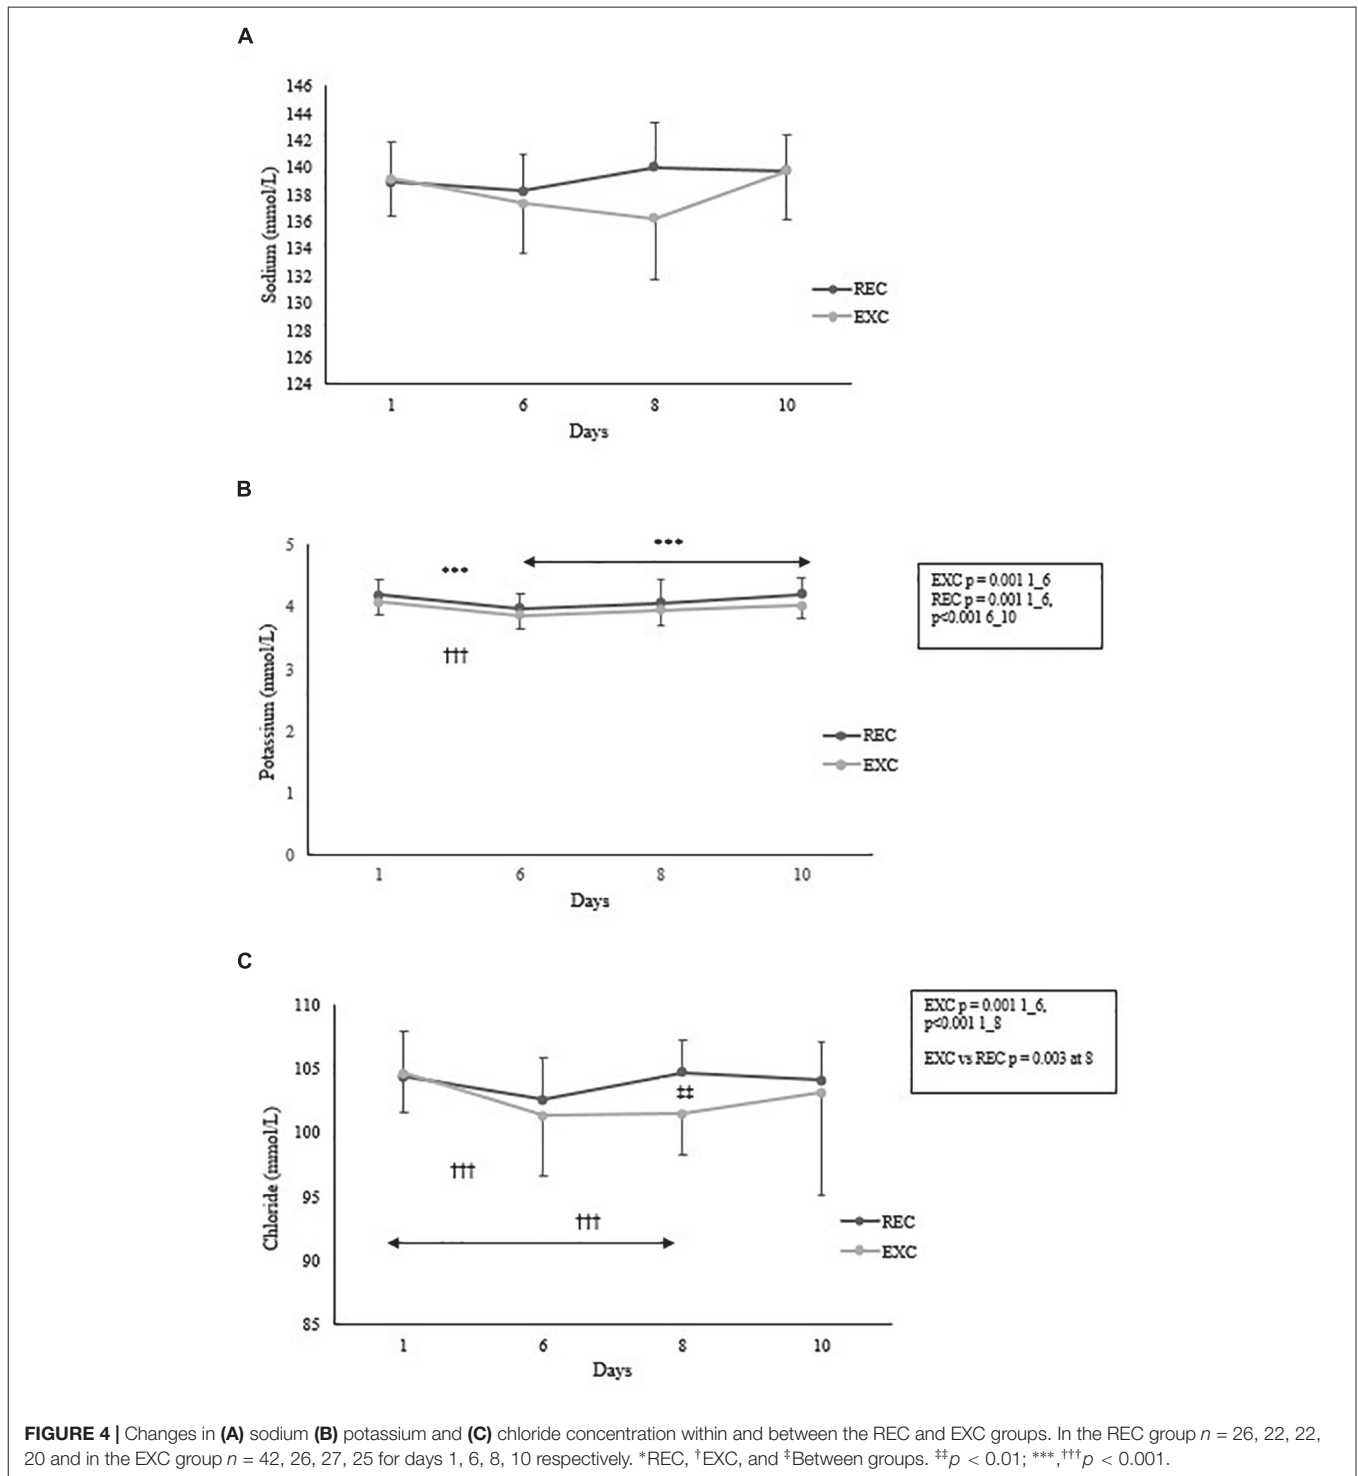 A
146
144
142
140
138
136
134
132
130
128
126
124
Sodium (mmol/L)
REC
EXC
1 6 8 10
Days
B
5
4
3
2
1
0
Potassium (mmol/L)
***
***
†††
EXC p = 0.001 1_6
REC p = 0.001 1_6,
p<0.001 6_10
REC
EXC
1 6 8 10
Days
C
110
105
100
95
90
85
Chloride (mmol/L)
EXC p = 0.001 1_6,
p<0.001 1_8
EXC vs REC p = 0.003 at 8
‡‡
†††
†††
REC
EXC
1 6 8 10
Days
FIGURE 4 | Changes in (A) sodium (B) potassium and (C) chloride concentration within and between the REC and EXC groups. In the REC group n = 26, 22, 22,
20 and in the EXC group n = 42, 26, 27, 25 for days 1, 6, 8, 10 respectively. *REC, †EXC, and ‡Between groups. ‡‡p < 0.01; ***,†††p < 0.001.